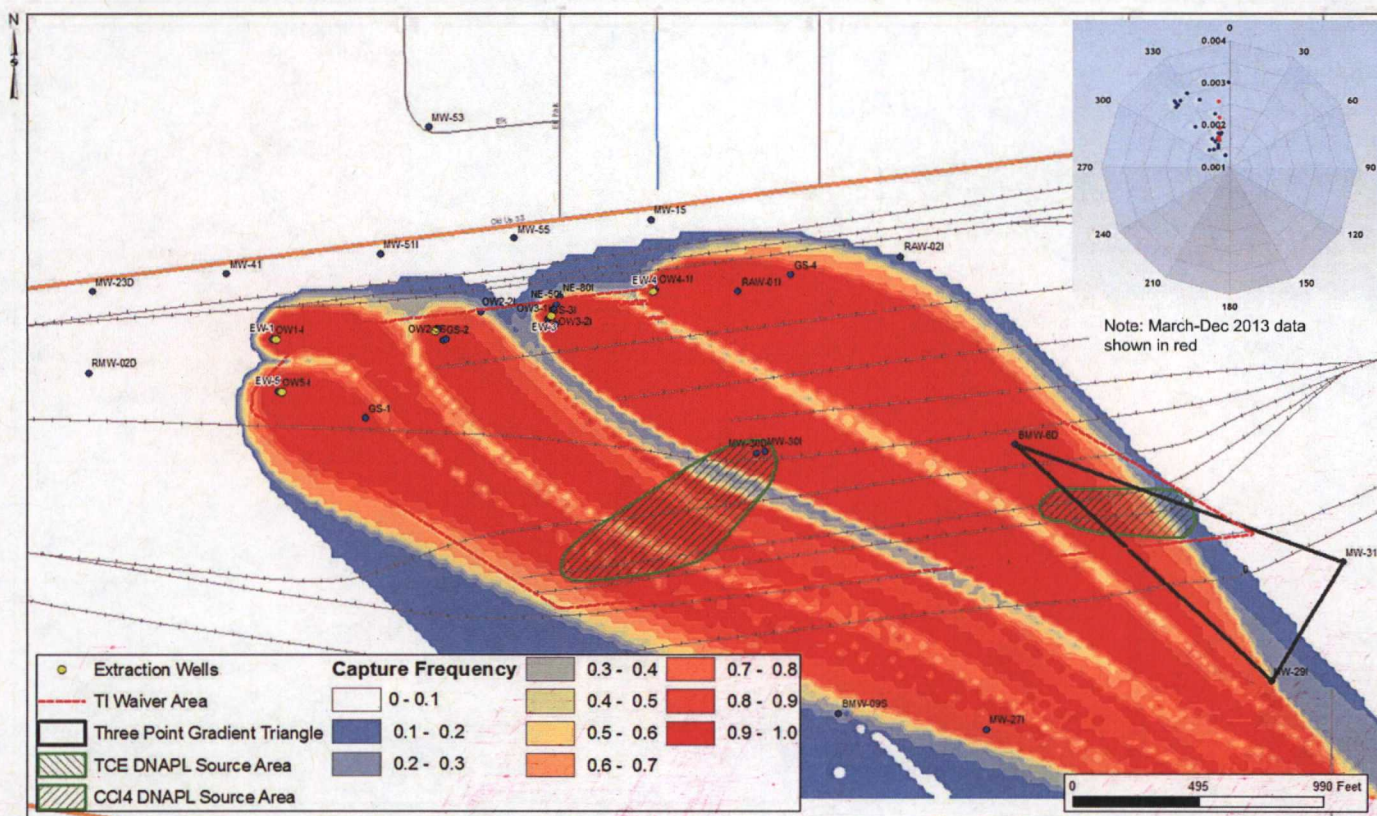 N
MW-53
MW-15
MW-55
MW-51I
MW-41
MW-23D
RMW-02D
RAW-02I
GS-4
OW4-1I
EW-4
RAW-01I
NE-80I
OW2-2I
GS-3I
OW3-2I
EW-3
GS-2
EW-1
EW-5
GS-1
MW-30I
BMW-6D
MW-29I
BMW-09S
MW-27I
0
30
60
90
120
150
180
210
240
270
300
330
0.004
0.003
0.002
0.001
Note: March-Dec 2013 data
shown in red
Extraction Wells
TI Waiver Area
Three Point Gradient Triangle
TCE DNAPL Source Area
CCl4 DNAPL Source Area
Capture Frequency
0 - 0.1
0.1 - 0.2
0.2 - 0.3
0.3 - 0.4
0.4 - 0.5
0.5 - 0.6
0.6 - 0.7
0.7 - 0.8
0.8 - 0.9
0.9 - 1.0
0 495 990 Feet